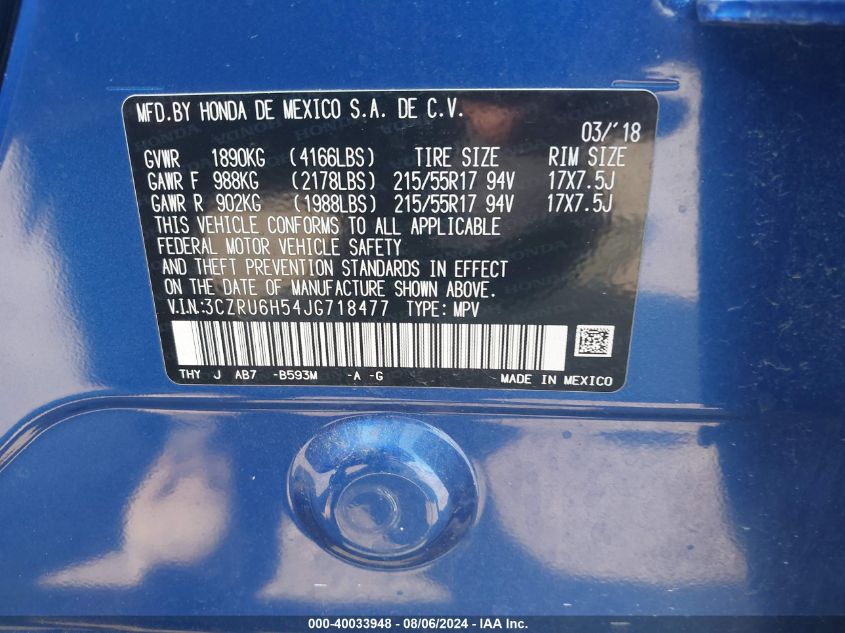 MFD.BY HONDA DE MEXICO S.A. DE C.V.
03/'18
GVWR 1890KG (4166LBS) TIRE SIZE RIM SIZE
GAWR F 988KG (2178LBS) 215/55R17 94V 17X7.5J
GAWR R 902KG (1988LBS) 215/55R17 94V 17X7.5J
THIS VEHICLE CONFORMS TO ALL APPLICABLE
FEDERAL MOTOR VEHICLE SAFETY
AND THEFT PREVENTION STANDARDS IN EFFECT
ON THE DATE OF MANUFACTURE SHOWN ABOVE.
V.I.N:3CZRU6H54JG718477 TYPE: MPV
THY J AB7 -B593M -A -G MADE IN MEXICO
000-40033948 - 08/06/2024 - IAA Inc.